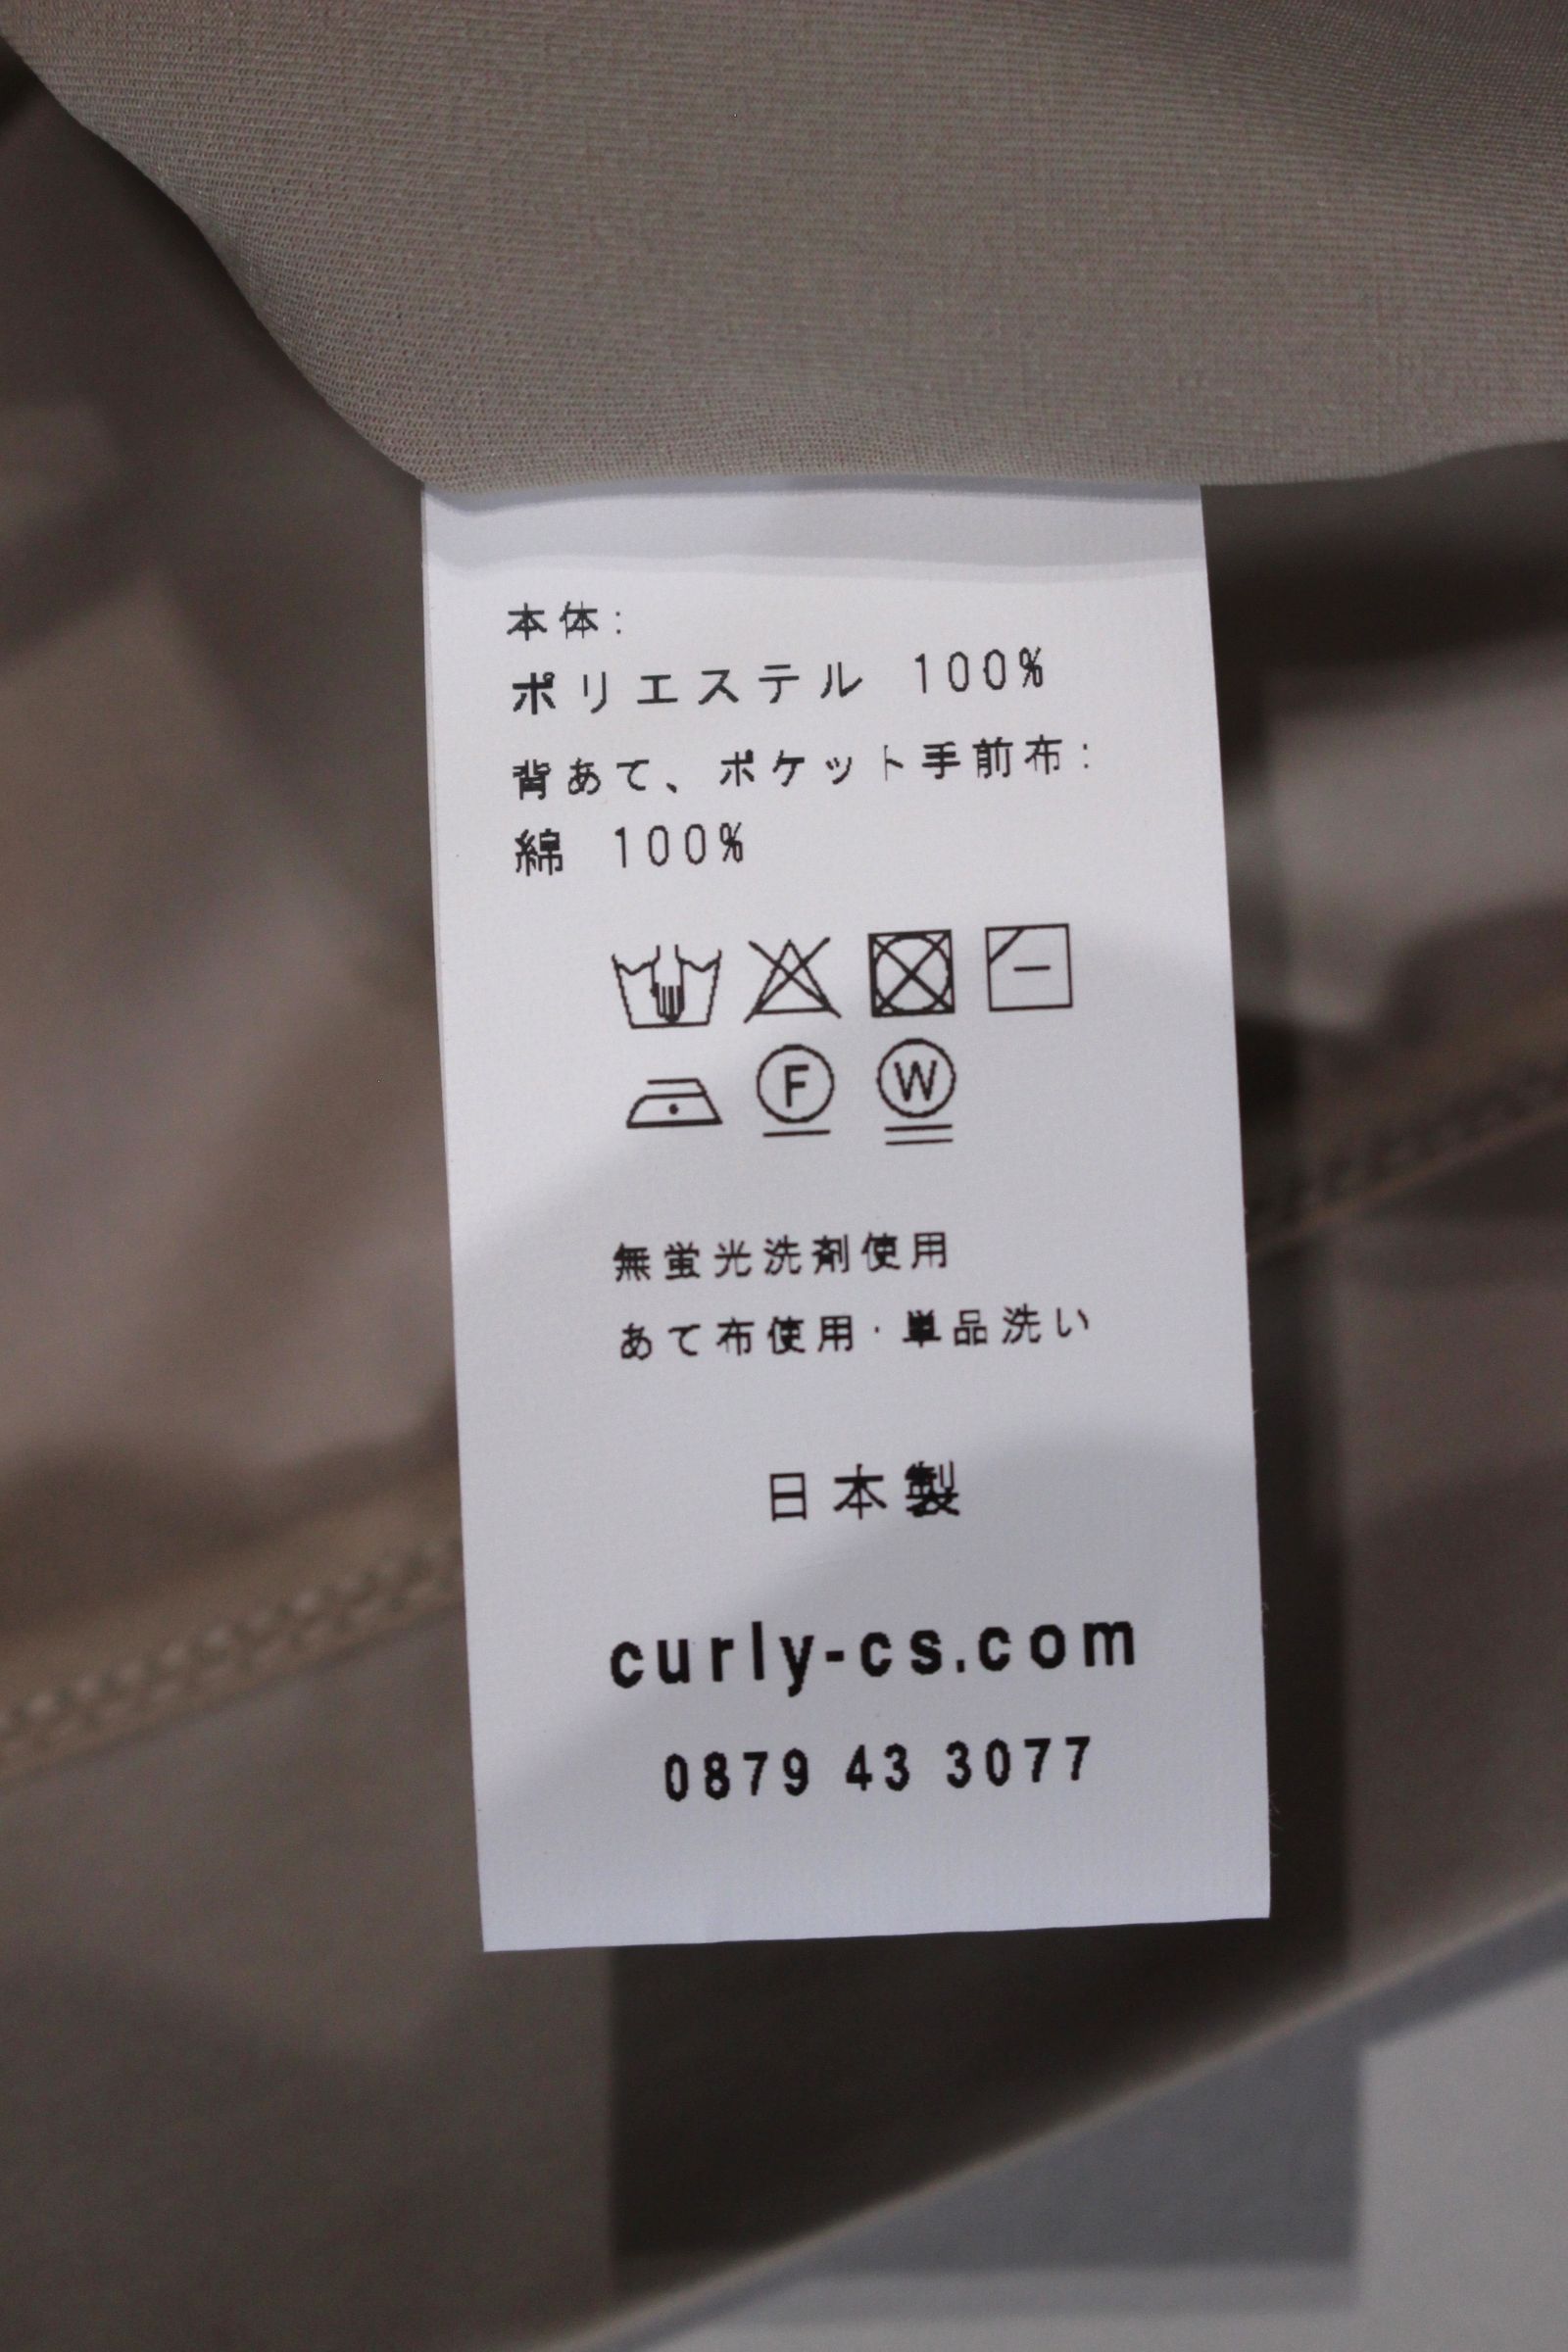 本体:
ポリエステル 100%
背あて、ポケット手前布:
綿 100%
F W
無蛍光洗剤使用
あて布使用・単品洗い
日本製
curly-cs.com
0879 43 3077